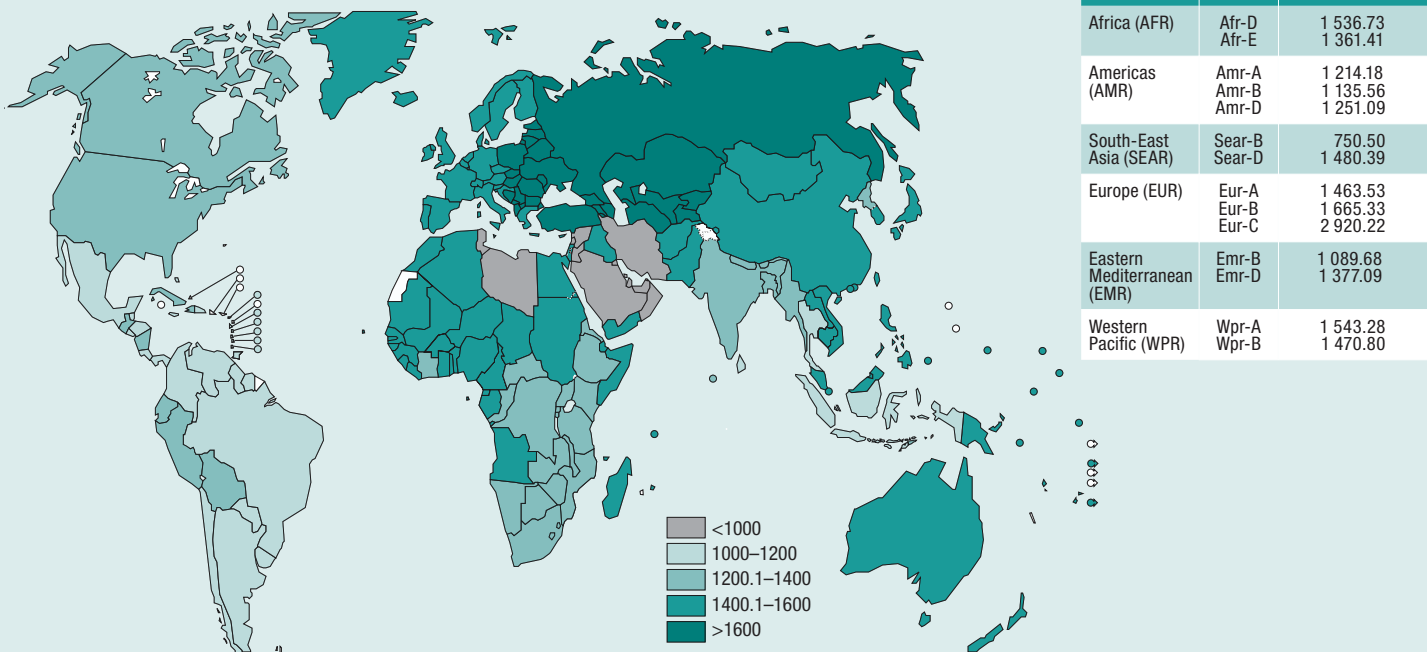 <1000
1000–1200
1200.1–1400
1400.1–1600
>1600
Africa (AFR) Afr-D 1 536.73
Afr-E 1 361.41
Americas Amr-A 1 214.18
(AMR) Amr-B 1 135.56
Amr-D 1 251.09
South-East Sear-B 750.50
Asia (SEAR) Sear-D 1 480.39
Europe (EUR) Eur-A 1 463.53
Eur-B 1 665.33
Eur-C 2 920.22
Eastern Emr-B 1 089.68
Mediterranean Emr-D 1 377.09
(EMR)
Western Wpr-A 1 543.28
Pacific (WPR) Wpr-B 1 470.80